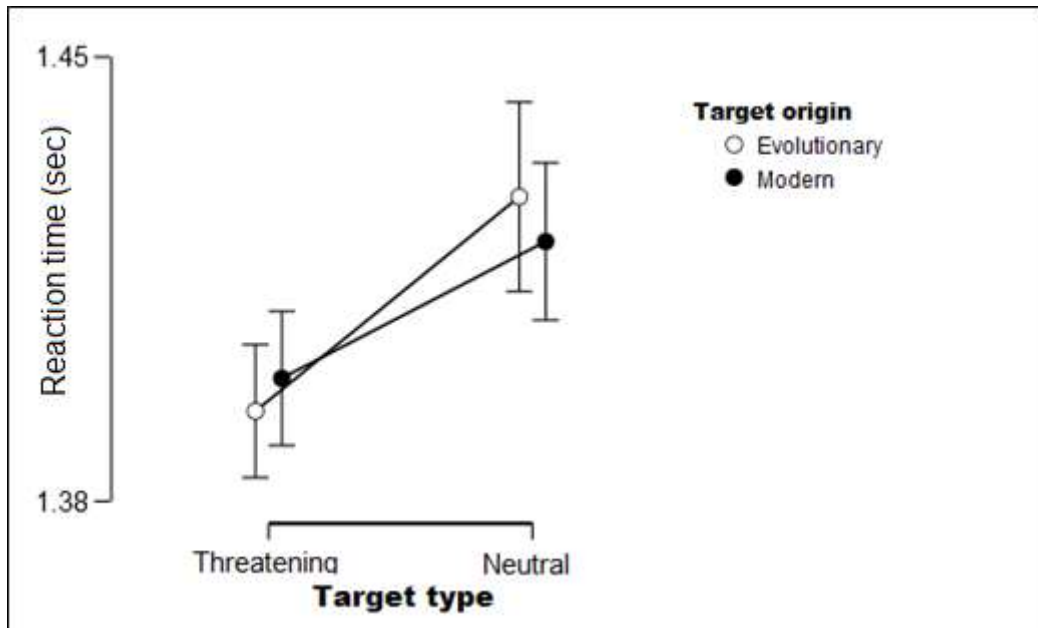 1.45
Reaction time (sec)
1.38
Target origin
Evolutionary
Modern
Threatening
Neutral
Target type